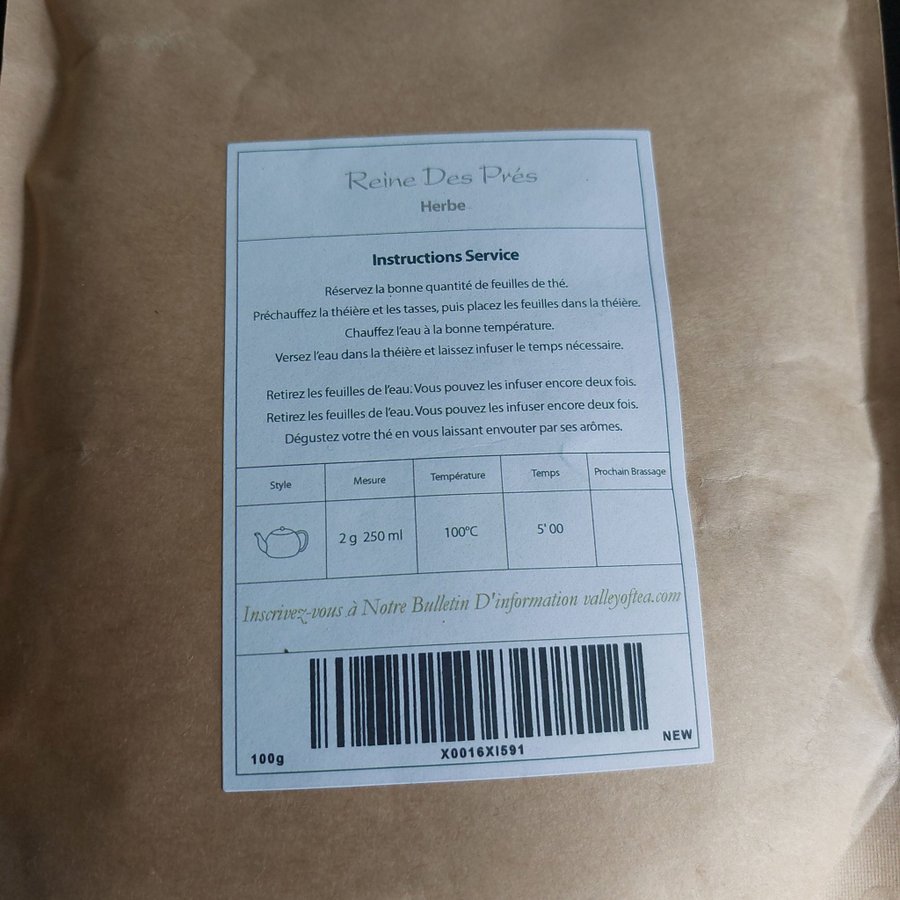 Reine Des Prés
Herbe
Instructions Service
Réservez la bonne quantité de feuilles de thé.
Préchauffez la théière et les tasses, puis placez les feuilles dans la théière.
Chauffez l'eau à la bonne température.
Versez l'eau dans la théière et laissez infuser le temps nécessaire.
Retirez les feuilles de l'eau. Vous pouvez les infuser encore deux fois.
Retirez les feuilles de l'eau. Vous pouvez les infuser encore deux fois.
Dégustez votre thé en vous laissant envouter par ses arômes.
Style Mesure Température Temps Prochain Brassage
2 g 250 ml 100°C 5' 00
Inscrivez-vous à Notre Bulletin D'information valleyoftea.com
100g X0016XI591 NEW